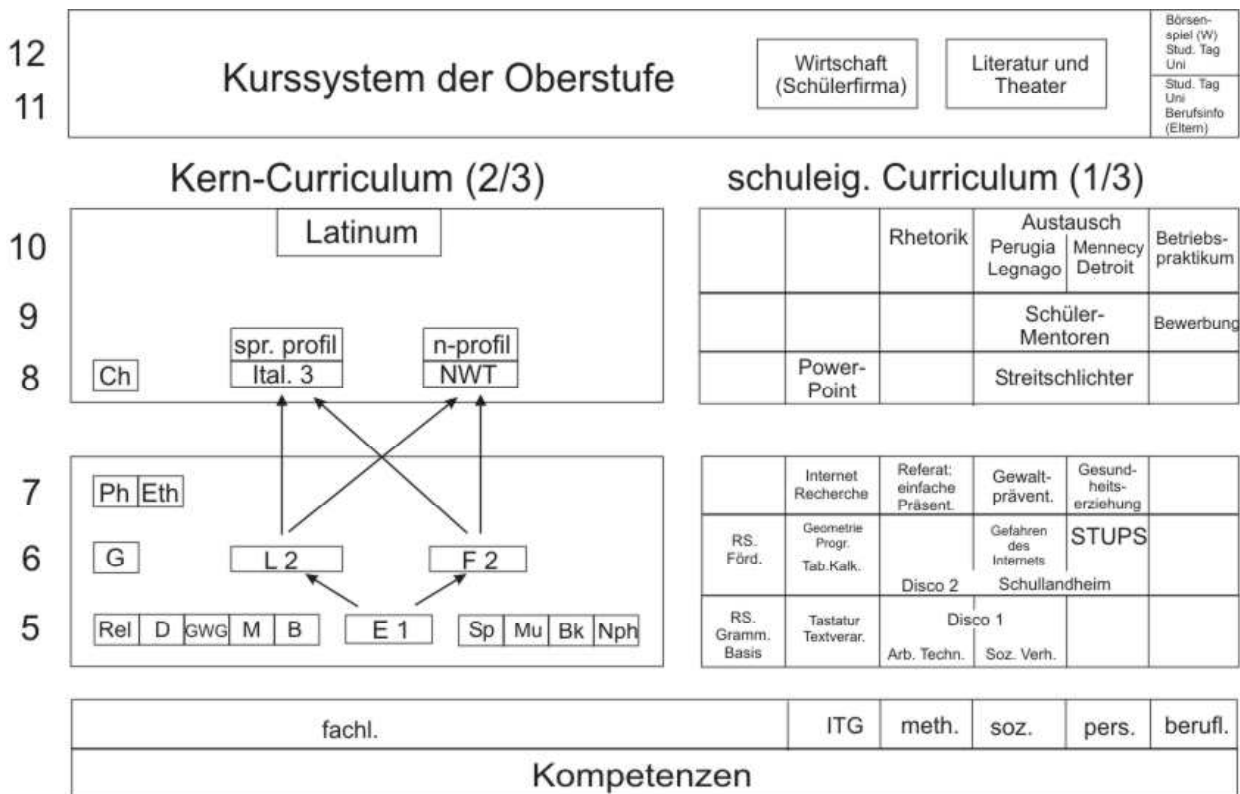 12
11
Kurssystem der Oberstufe
Wirtschaft
(Schülerfirma)
Literatur und
Theater
Börsen-
spiel (W)
Stud. Tag
Uni
Stud. Tag
Uni
Berufsinfo
(Eltern)
Kern-Curriculum (2/3)
schuleig. Curriculum (1/3)
10
Latinum
Rhetorik
Austausch
Perugia
Legnago
Mennecy
Detroit
Betriebs-
praktikum
9
Schüler-
Mentoren
Bewerbung
spr. profil
n-profil
8
Ch
Ital. 3
NWT
Power-
Point
Streitschlichter
7
Ph Eth
Internet
Recherche
Referat:
einfache
Präsent.
Gewalt-
prävent.
Gesund-
heits-
erziehung
6
G
L 2
F 2
RS.
Förd.
Geometrie
Progr.
Tab.Kalk.
Gefahren
des
Internets
STUPS
Disco 2
Schullandheim
5
Rel D GWG M B
E 1
Sp Mu Bk Nph
RS.
Gramm.
Basis
Tastatur
Textverar.
Disco 1
Arb. Techn.
Soz. Verh.
fachl.
ITG
meth.
soz.
pers.
berufl.
Kompetenzen